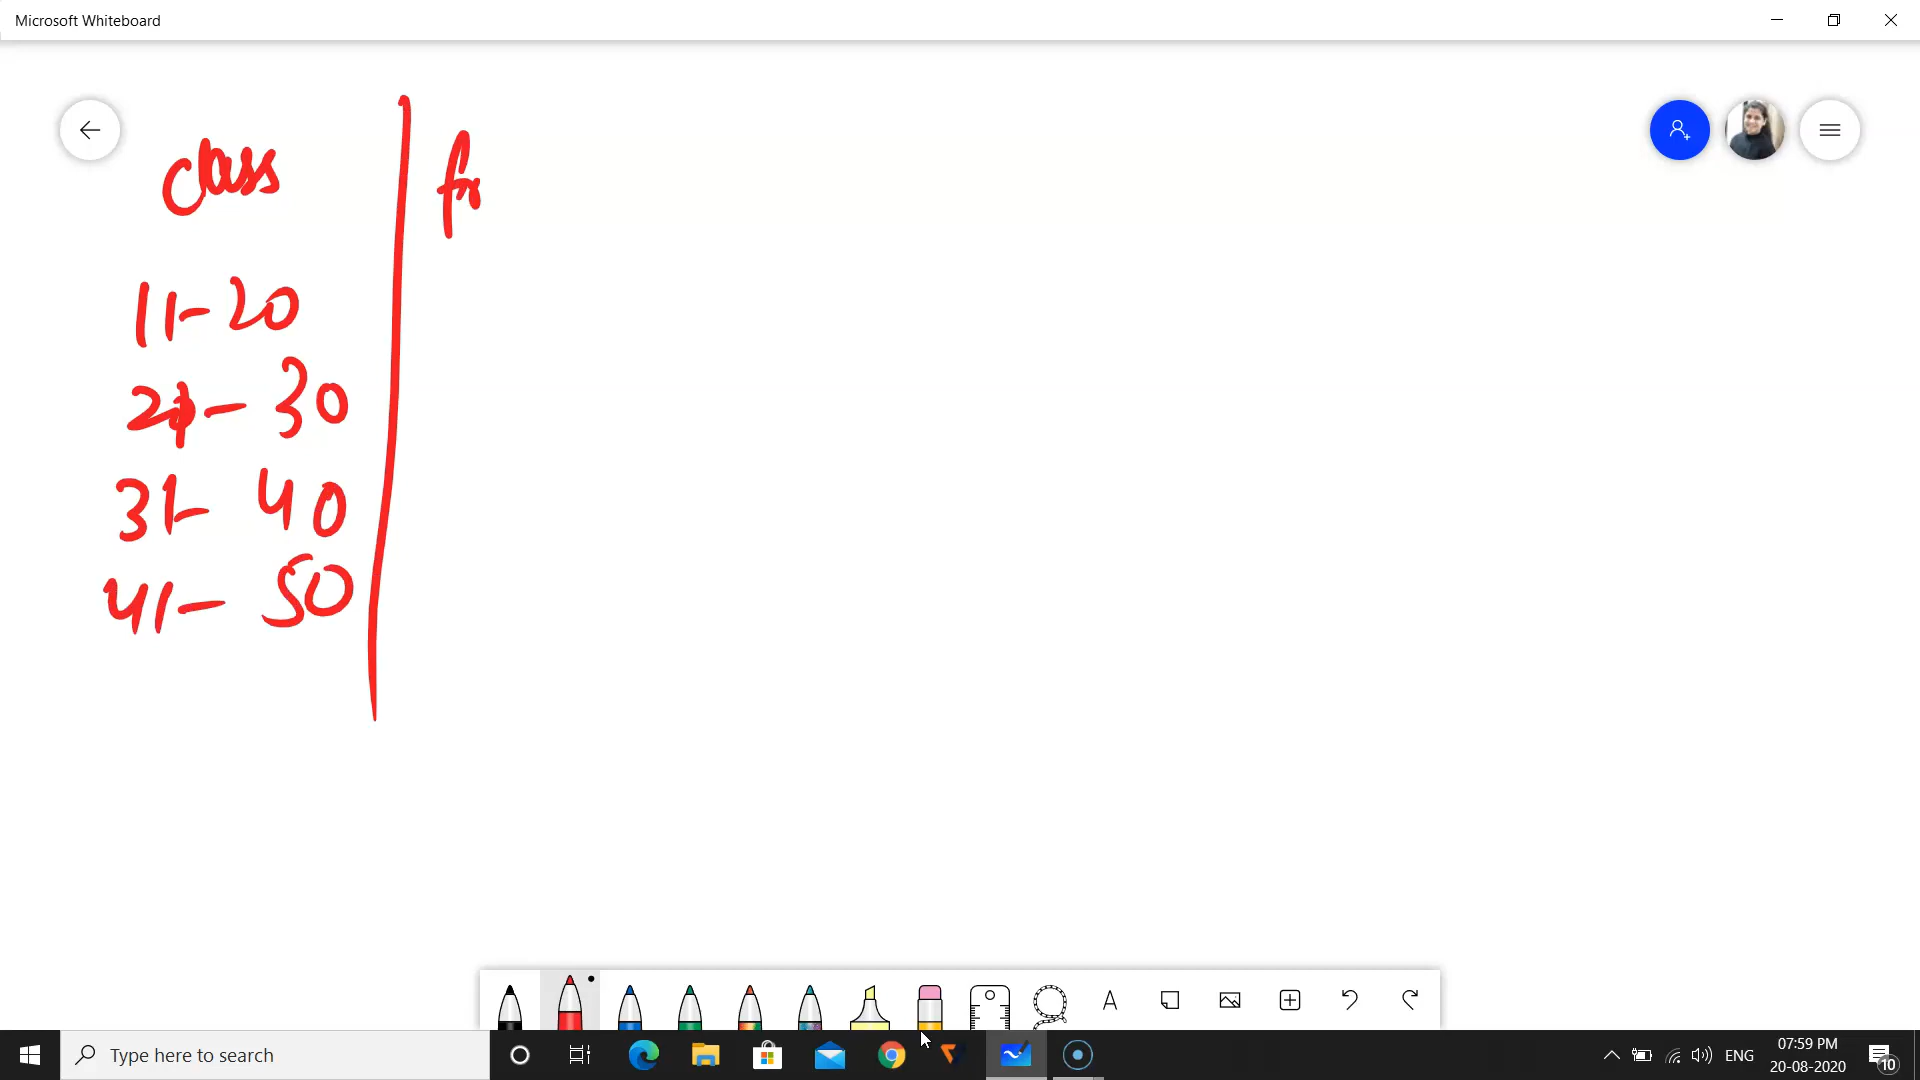 Microsoft Whiteboard
class fr
11-20
21- 30
31- 40
41- 50
A
Type here to search
ENG
07:59 PM
20-08-2020
10